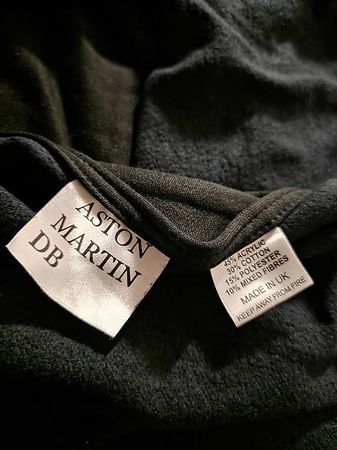 ASTON
MARTIN
DB
45% ACRYLIC
30% COTTON
15% POLYESTER
10% MIXED FIBRES
MADE IN UK
KEEP AWAY FROM FIRE